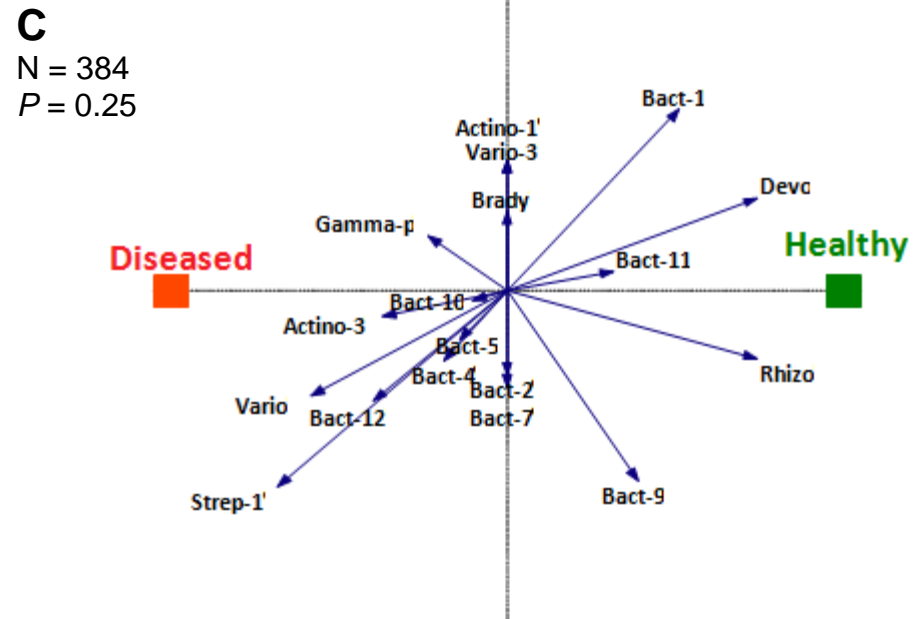 C
N = 384
P = 0.25
Bact-1
Actino-1'
Vario-3
Devo
Brady
Gamma-p
Healthy
Diseased
Bact-11
Bact-10
Actino-3
Bact-5
Bact-4'
Rhizo
Bact-2'
Vario
Bact-12
Bact-7'
Bact-9
Strep-1'